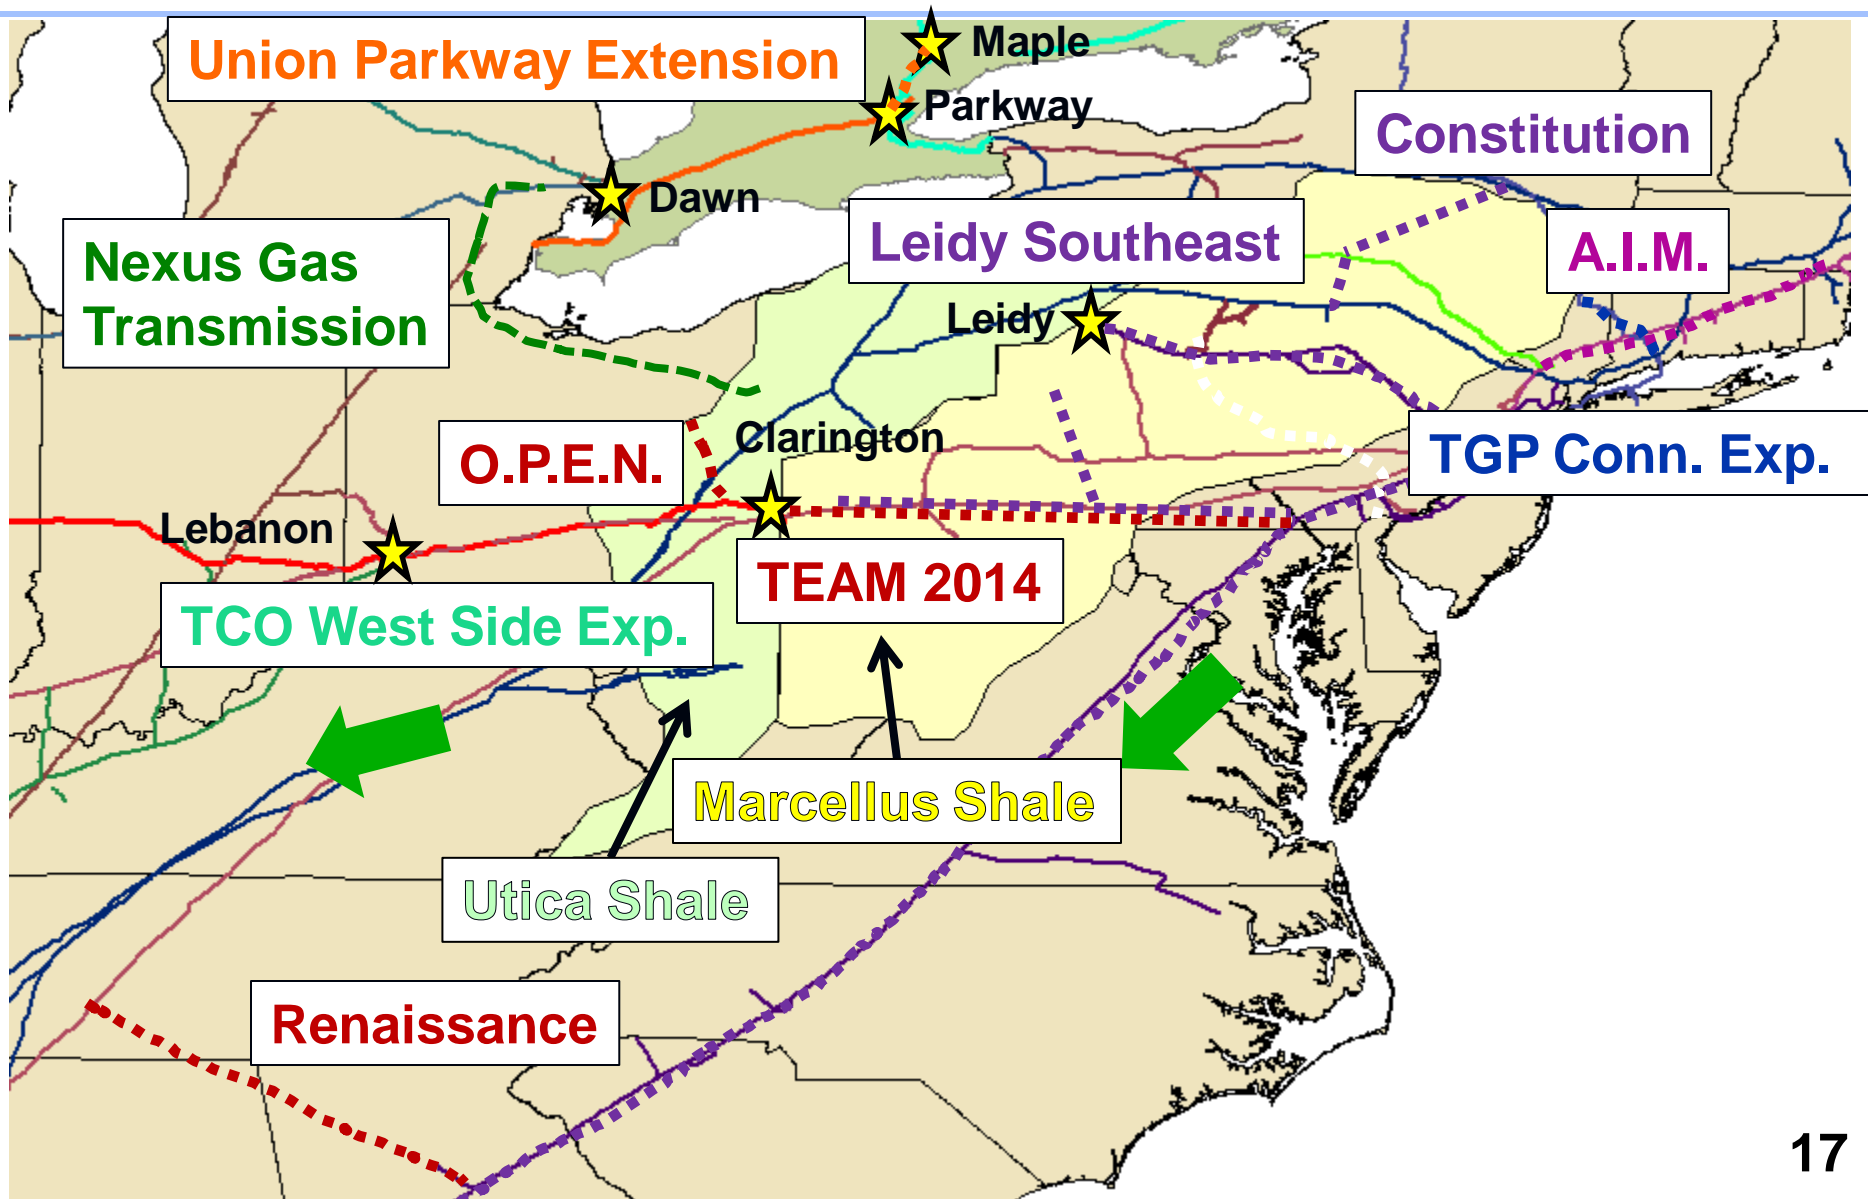 Union Parkway Extension
Maple
Parkway
Constitution
Dawn
Leidy Southeast
A.I.M.
Nexus Gas
Transmission
Leidy
O.P.E.N.
Clarington
TGP Conn. Exp.
Lebanon
TEAM 2014
TCO West Side Exp.
Marcellus Shale
Utica Shale
Renaissance
17